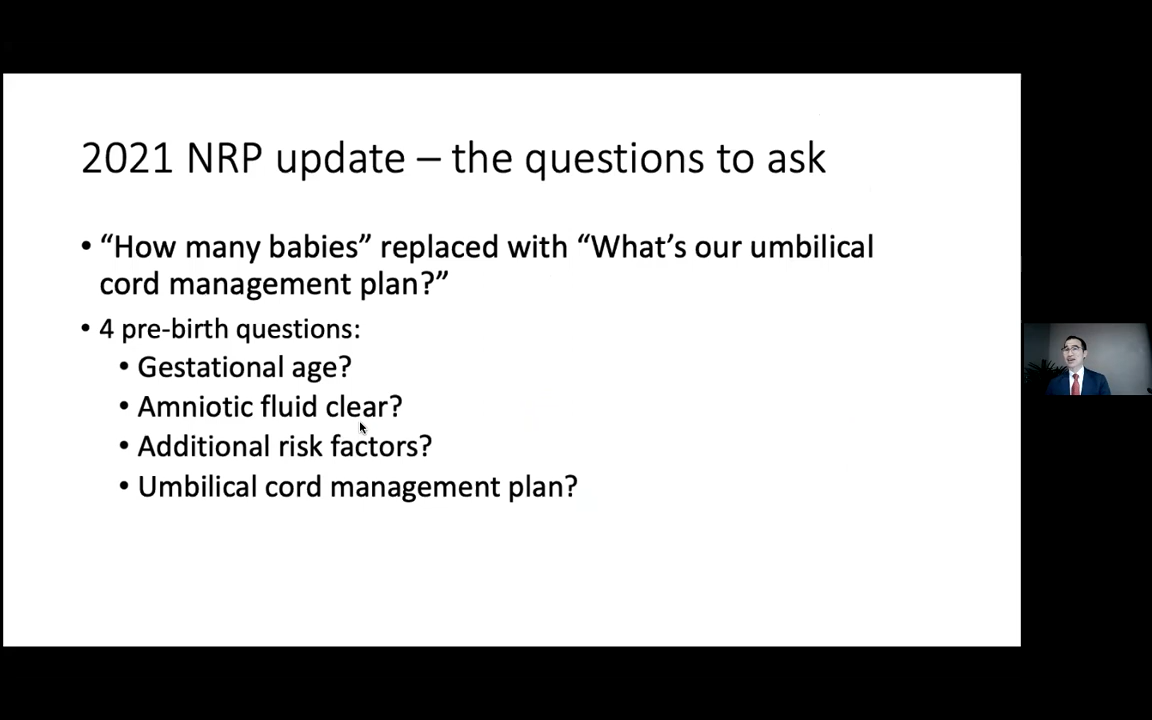 2021 NRP update – the questions to ask
• “How many babies” replaced with “What’s our umbilical
cord management plan?”
• 4 pre-birth questions:
• Gestational age?
• Amniotic fluid clear?
• Additional risk factors?
• Umbilical cord management plan?